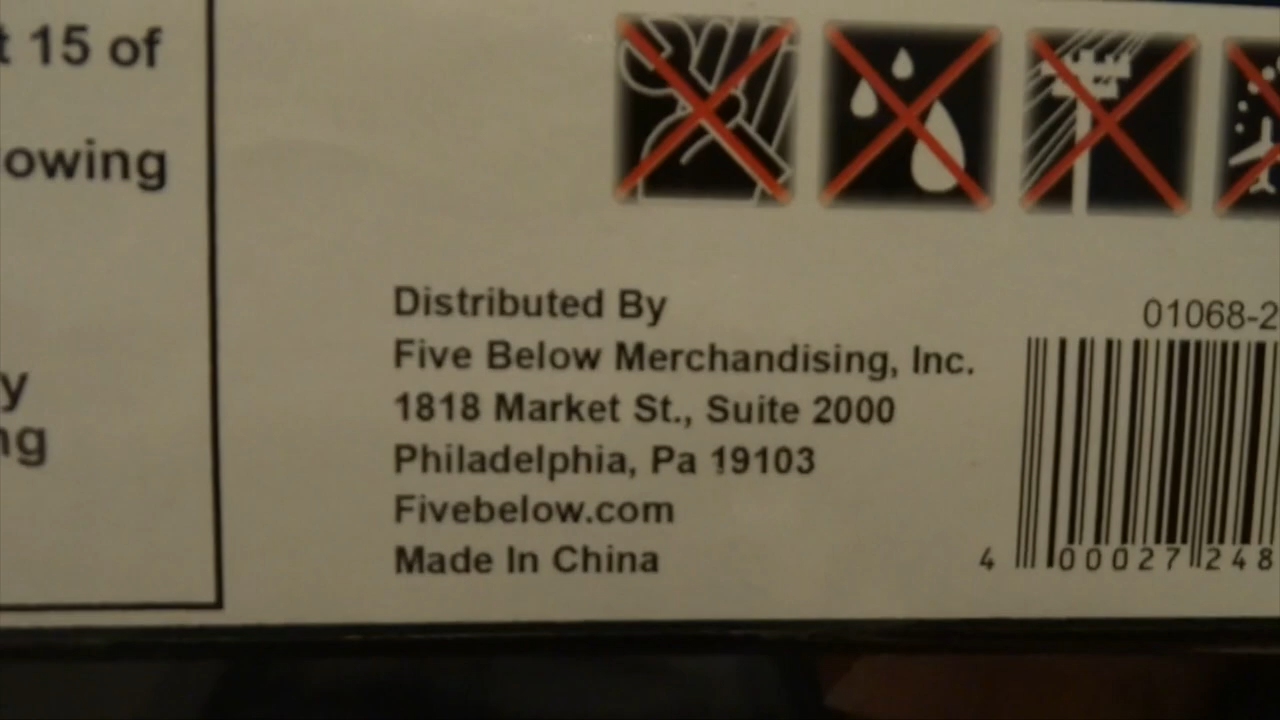 t 15 of
owing
y
ng
Distributed By
Five Below Merchandising, Inc.
1818 Market St., Suite 2000
Philadelphia, Pa 19103
Fivebelow.com
Made In China
01068-2
4 00027 248